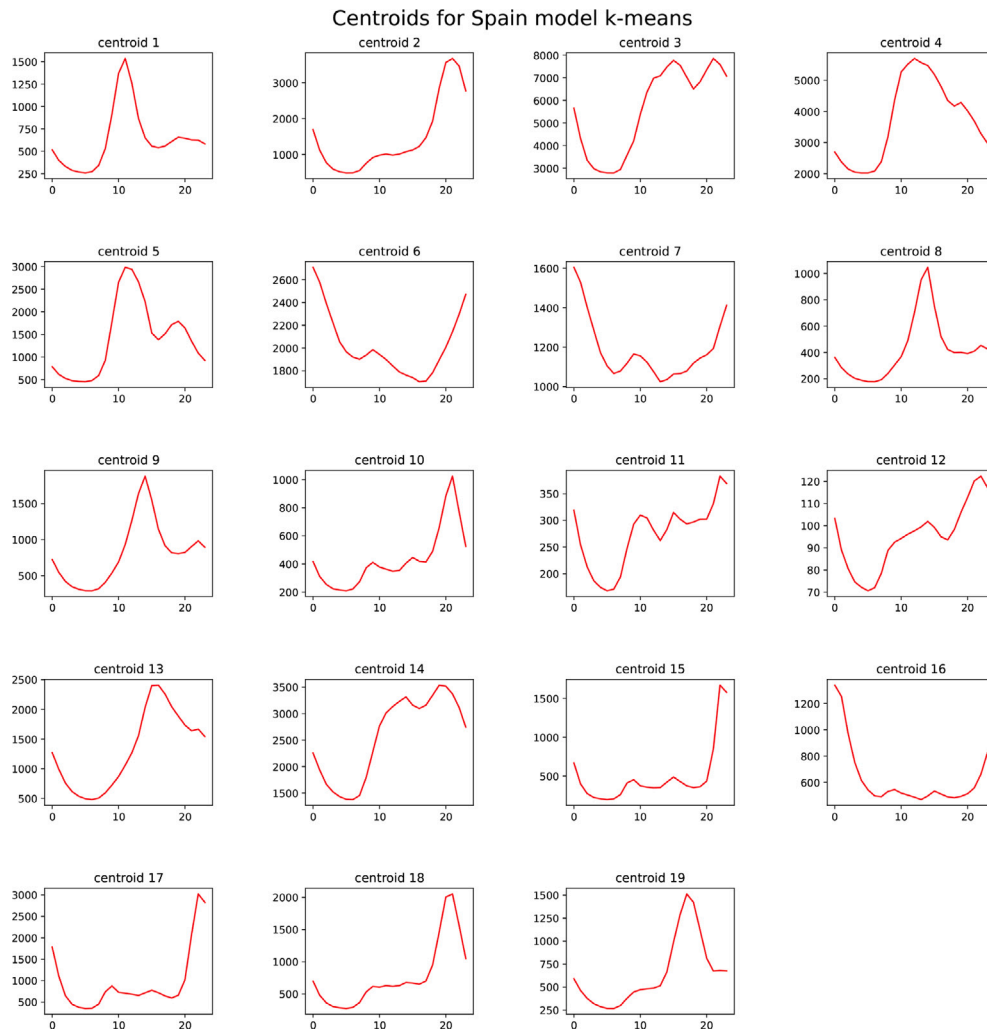 Centroids for Spain model k-means
centroid 1
1500
1250
1000
750
500
250
0 10 20
centroid 2
3000
2000
1000
0 10 20
centroid 3
8000
7000
6000
5000
4000
3000
0 10 20
centroid 4
5000
4000
3000
2000
0 10 20
centroid 5
3000
2500
2000
1500
1000
500
0 10 20
centroid 6
2600
2400
2200
2000
1800
0 10 20
centroid 7
1600
1400
1200
1000
0 10 20
centroid 8
1000
800
600
400
200
0 10 20
centroid 9
1500
1000
500
0 10 20
centroid 10
1000
800
600
400
200
0 10 20
centroid 11
350
300
250
200
0 10 20
centroid 12
120
110
100
90
80
70
0 10 20
centroid 13
2500
2000
1500
1000
500
0 10 20
centroid 14
3500
3000
2500
2000
1500
0 10 20
centroid 15
1500
1000
500
0 10 20
centroid 16
1200
1000
800
600
0 10 20
centroid 17
3000
2500
2000
1500
1000
500
0 10 20
centroid 18
2000
1500
1000
500
0 10 20
centroid 19
1500
1250
1000
750
500
250
0 10 20